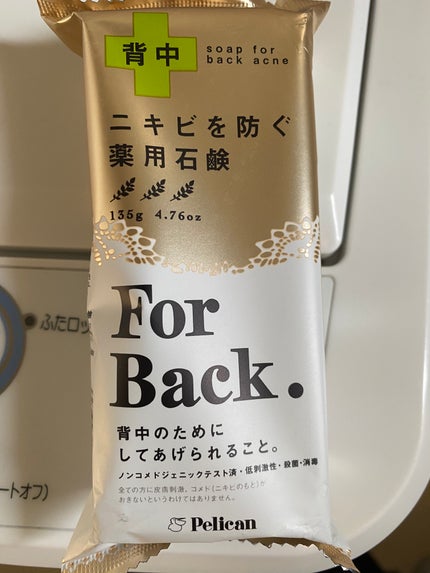 背中
soap for
back acne
ニキビを防ぐ
薬用石鹸
135g 4.76oz
For
Back.
ふたロッ
背中のために
してあげられること。
ノンコメドジェニックテスト済・低刺激性・殺菌・消毒
全ての方に皮膚刺激、コメド(ニキビのもと)が
おきないというわけではありません。
ートオフ)
Pelican